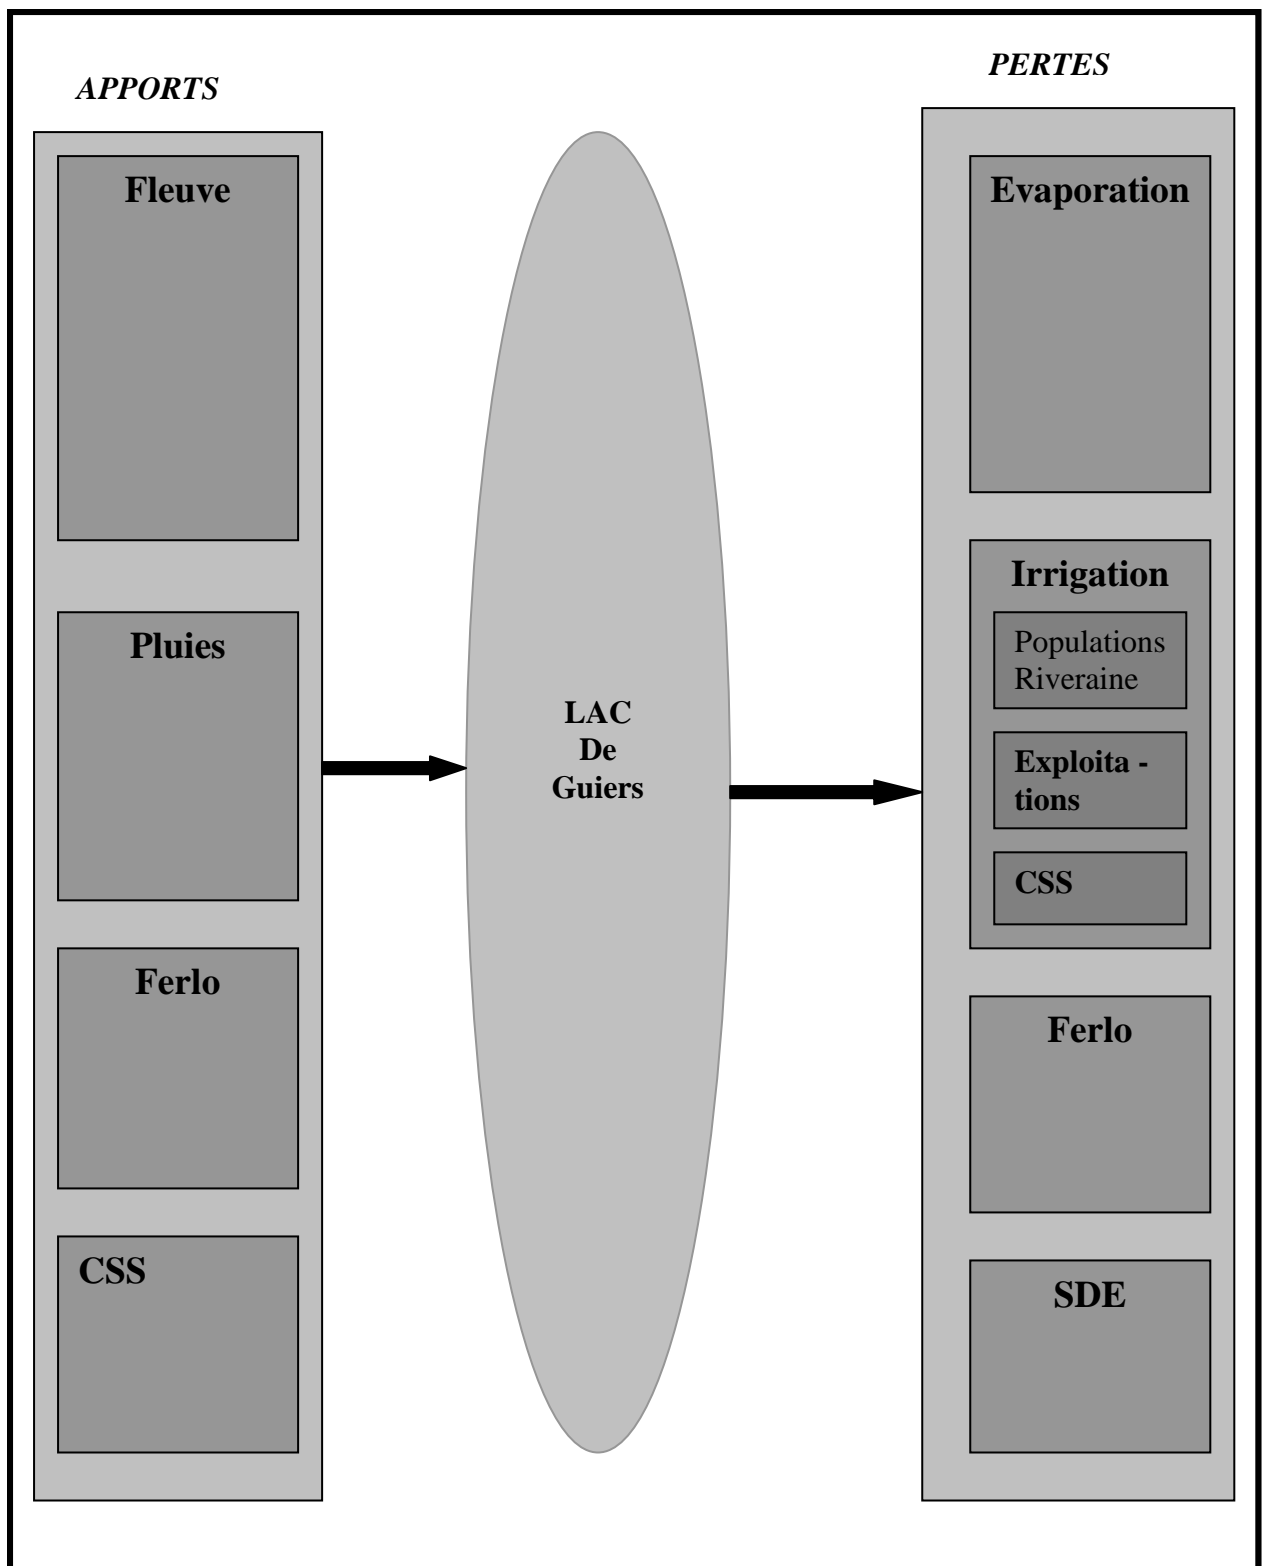 APPORTS
Fleuve
Pluies
Ferlo
CSS
LAC
De
Guiers
PERTES
Evaporation
Irrigation
Populations
Riveraine
Exploita -
tions
CSS
Ferlo
SDE